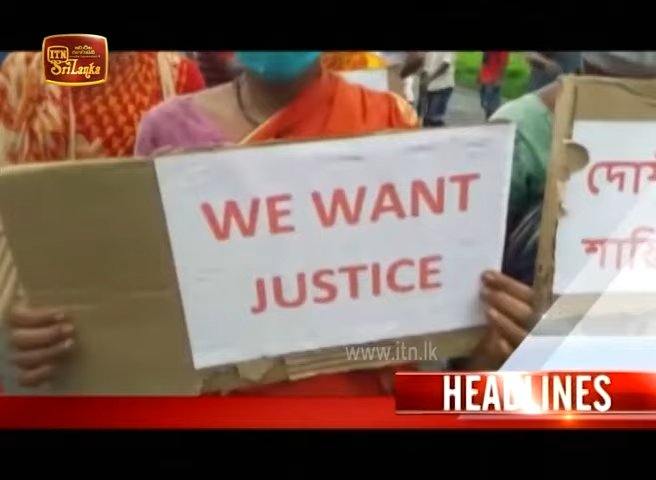 ITN
Sri Lanka
WE WANT
JUSTICE
শাস্তি
www.itn.lk
HEADLINES